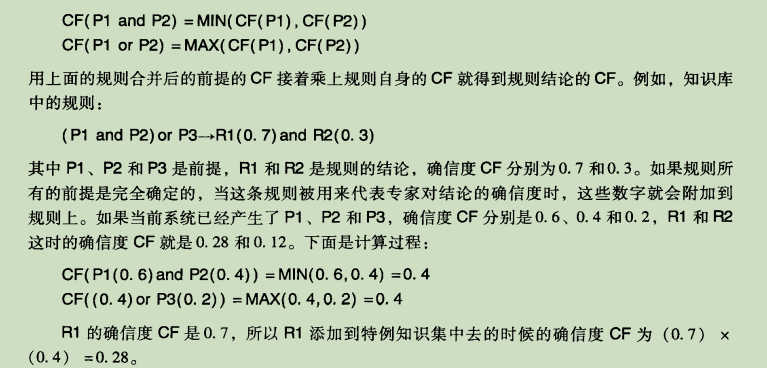 CF(P1 and P2) =MIN(CF(P1),CF(P2))
CF(P1 or P2) =MAX(CF(P1),CF(P2))
用上面的规则合并后的前提的 CF 接着乘上规则自身的 CF 就得到规则结论的 CF。例如，知识库
中的规则：
(P1 and P2)or P3→R1(0.7)and R2(0.3)
其中 P1、P2 和 P3 是前提，R1 和 R2 是规则的结论，确信度 CF 分别为 0.7 和 0.3。如果规则所
有的前提是完全确定的，当这条规则被用来代表专家对结论的确信度时，这些数字就会附加到
规则上。如果当前系统已经产生了 P1、P2 和 P3，确信度 CF 分别是 0.6、0.4 和 0.2，R1 和 R2
这时的确信度 CF 就是 0.28 和 0.12。下面是计算过程：
CF(P1(0.6)and P2(0.4)) =MIN(0.6,0.4) =0.4
CF((0.4)or P3(0.2)) =MAX(0.4,0.2) =0.4
R1 的确信度 CF 是 0.7，所以 R1 添加到特例知识集中去的时候的确信度 CF 为（0.7）×
（0.4） =0.28。